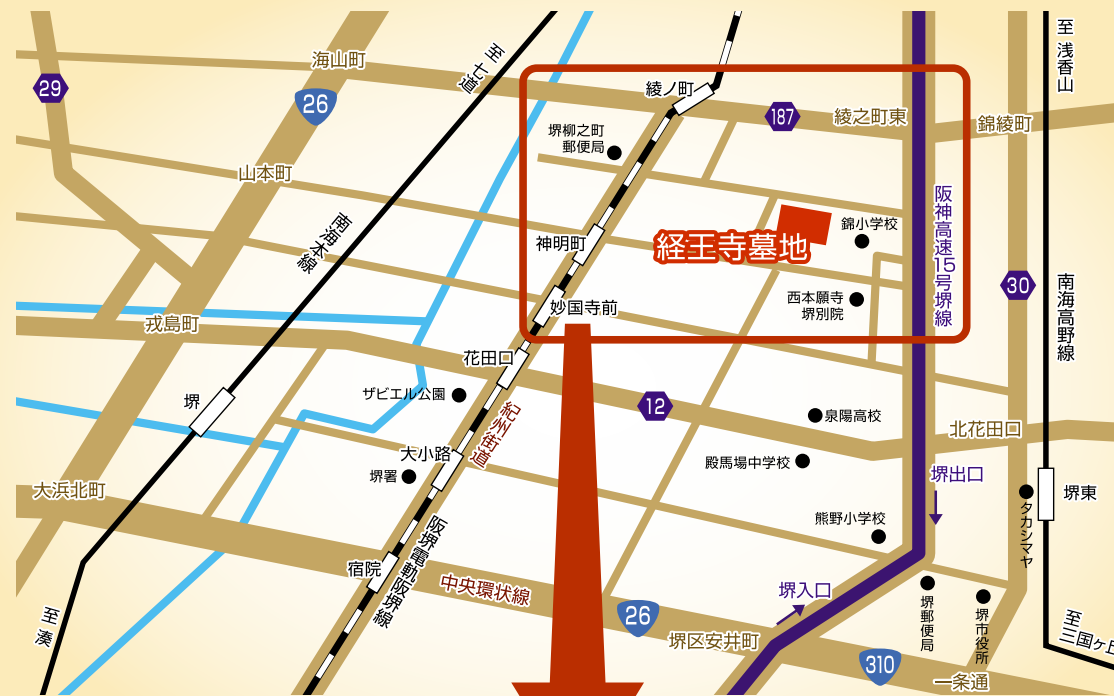 至 浅香山
至 七道
海山町
29
26
綾ノ町
187
綾之町東
錦綾町
堺柳之町
郵便局
山本町
南海本線
神明町
経王寺墓地
錦小学校
阪神高速15号堺線
西本願寺
堺別院
30
南海高野線
妙国寺前
戎島町
花田口
ザビエル公園
堺
12
紀州街道
泉陽高校
北花田口
大小路
堺署
殿馬場中学校
堺出口
大浜北町
堺東
タカシマヤ
熊野小学校
阪堺電軌阪堺線
宿院
中央環状線
堺入口
26
堺区安井町
堺郵便局
堺市役所
至 湊
至 三国ヶ丘
310
一条通